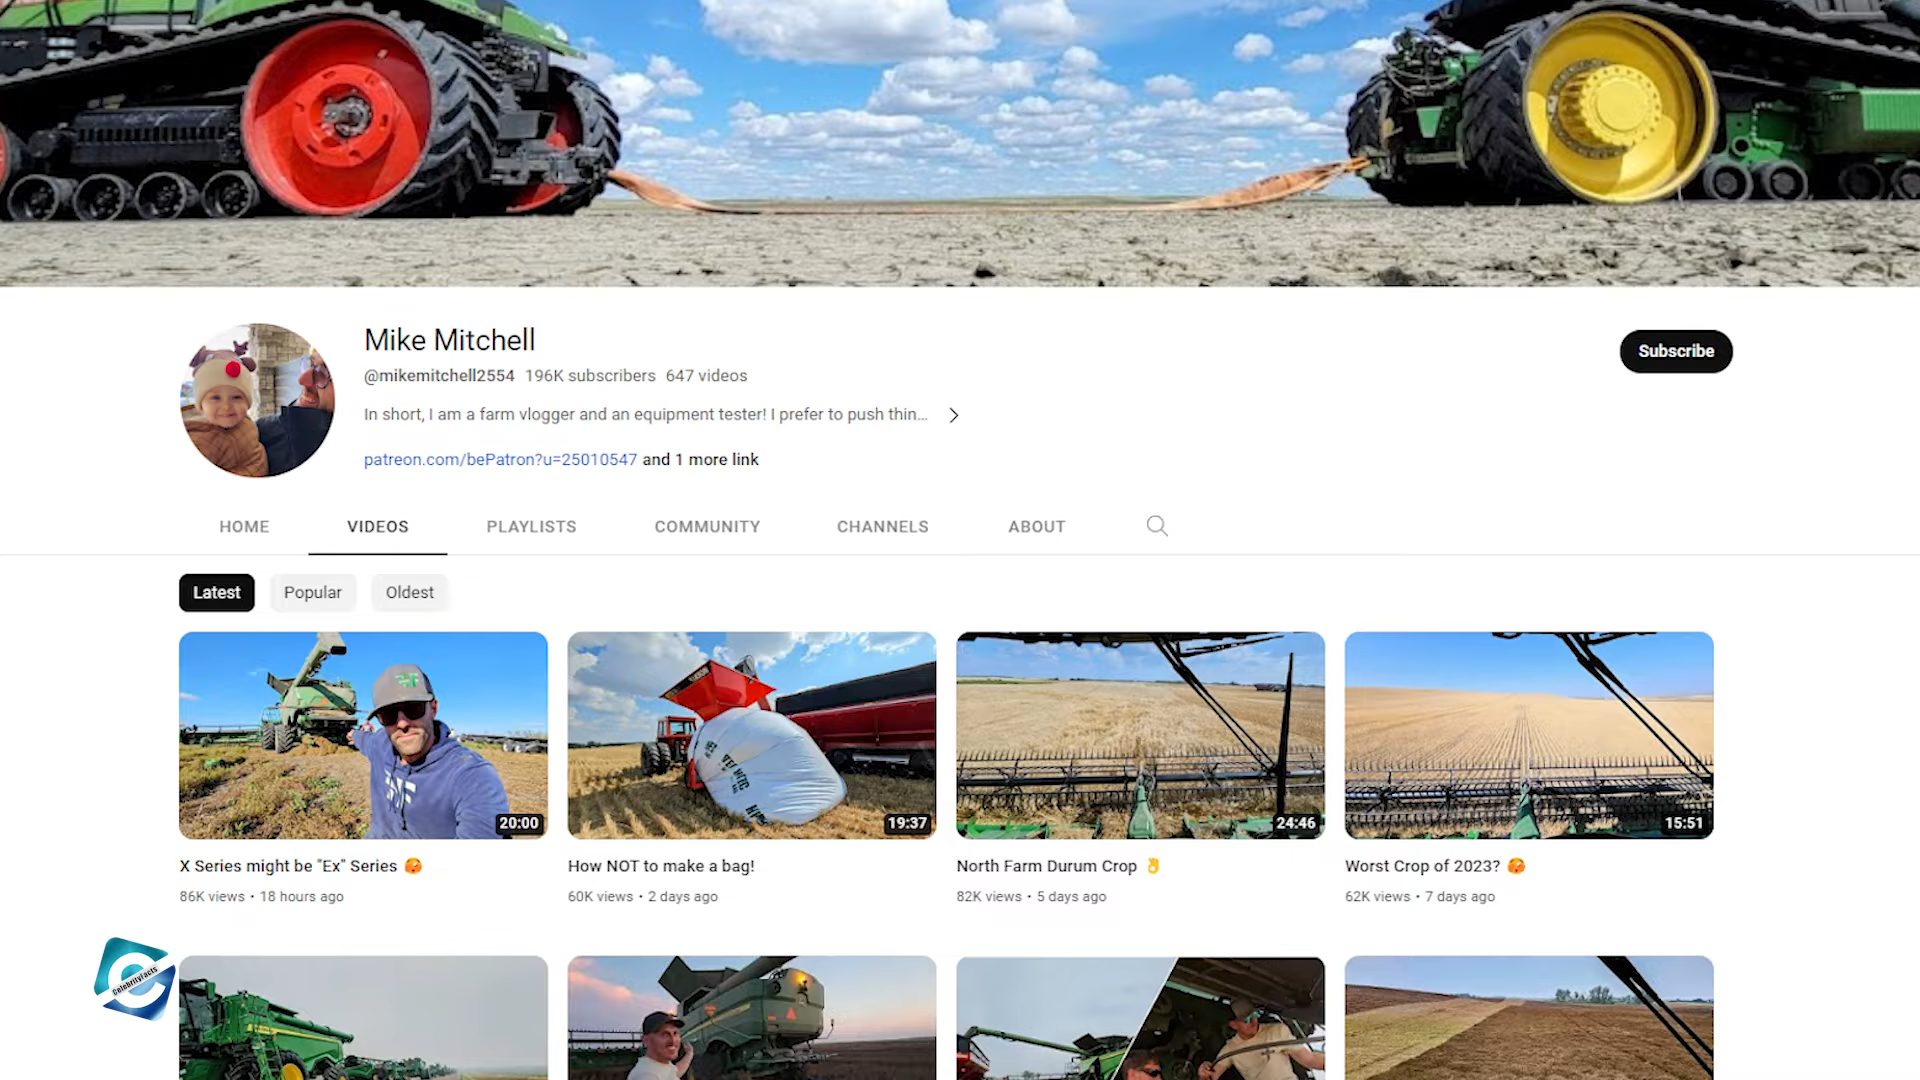 Mike Mitchell
Subscribe
@mikemitchell2554 196K subscribers 647 videos
In short, I am a farm vlogger and an equipment tester! I prefer to push thin...
patreon.com/bePatron?u=25010547 and 1 more link
HOME VIDEOS PLAYLISTS COMMUNITY CHANNELS ABOUT
Latest Popular Oldest
20:00 19:37 24:46 15:51
X Series might be "Ex" Series 🥵 How NOT to make a bag! North Farm Durum Crop 👌 Worst Crop of 2023? 🥵
86K views • 18 hours ago 60K views • 2 days ago 82K views • 5 days ago 62K views • 7 days ago
CelebrityFacts